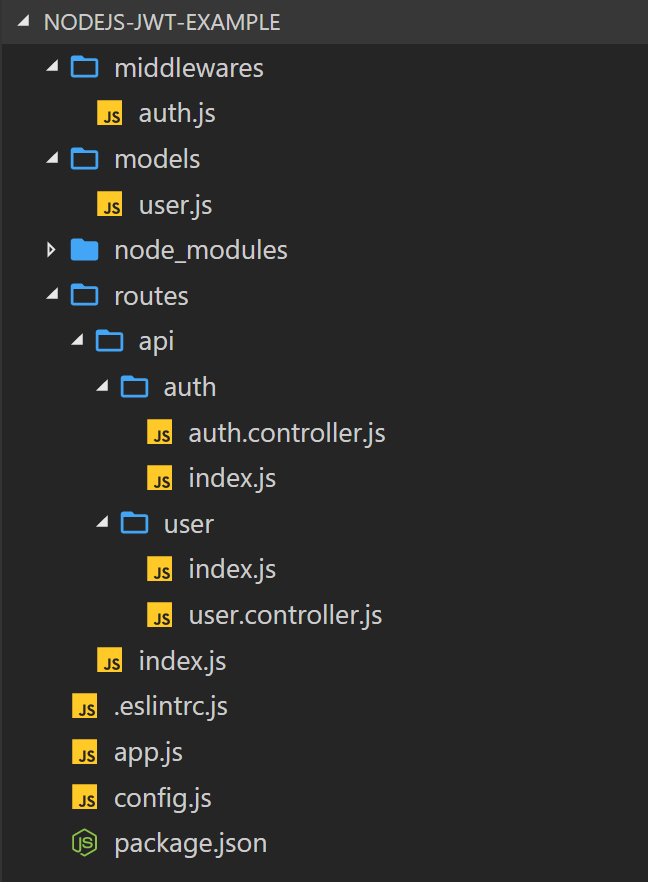 NODEJS-JWT-EXAMPLE
middlewares
JS auth.js
models
JS user.js
node_modules
routes
api
auth
JS auth.controller.js
JS index.js
user
JS index.js
JS user.controller.js
JS index.js
JS .eslintrc.js
JS app.js
JS config.js
JS package.json